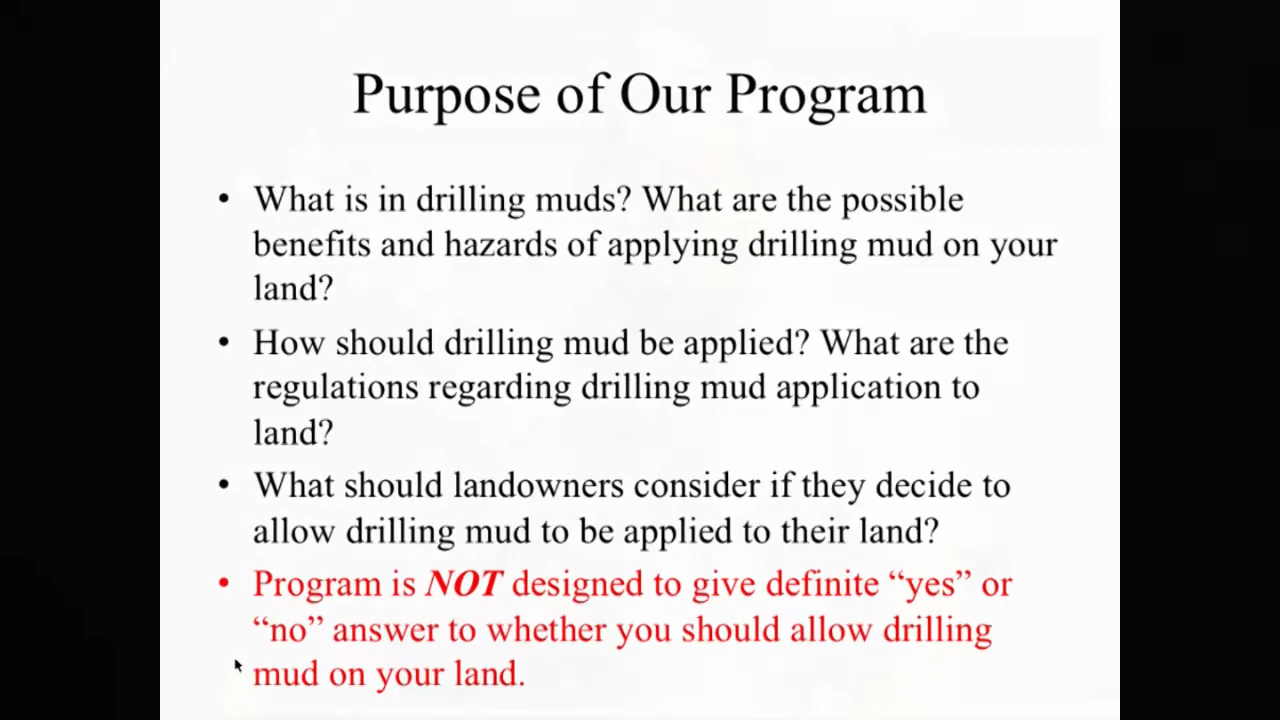 Purpose of Our Program
• What is in drilling muds? What are the possible
benefits and hazards of applying drilling mud on your
land?
• How should drilling mud be applied? What are the
regulations regarding drilling mud application to
land?
• What should landowners consider if they decide to
allow drilling mud to be applied to their land?
• Program is NOT designed to give definite “yes” or
“no” answer to whether you should allow drilling
mud on your land.